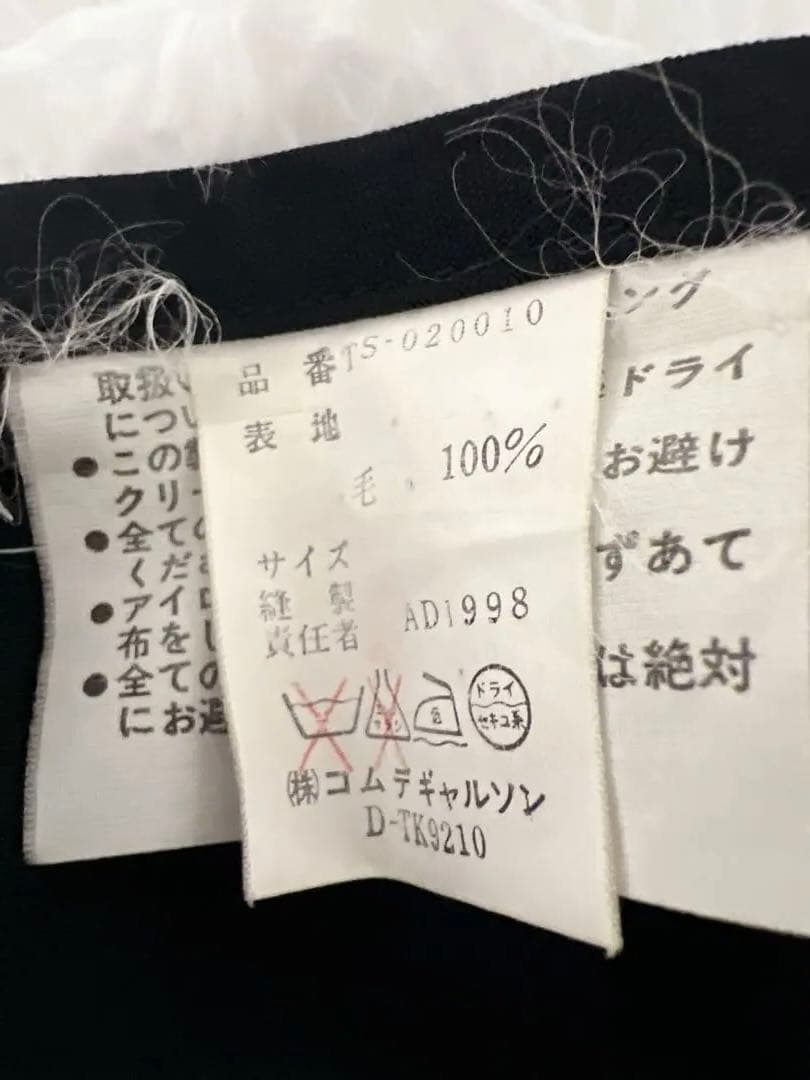 品 番 TS-020010
表 地
毛 100%
サイズ
縫 製 AD1998
責任者
ドライ
セキユ系
㈱コムデギャルソン
D-TK9210
取扱い
につい
●このの
クリー
●全ての
くだ
●アイロ
布をし
●全ての
にお避
ング
ドライ
お避け
ずあて
は絶対